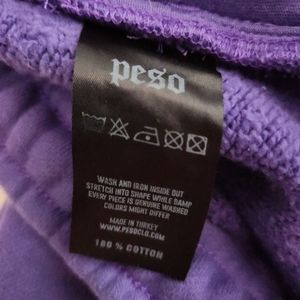 peso
WASH AND IRON INSIDE OUT
STRETCH INTO SHAPE WHILE DAMP
EVERY PIECE IS GENUINE WASHED
COLORS MIGHT DIFFER
MADE IN TURKEY
WWW.PESOCLO.COM
100 % COTTON